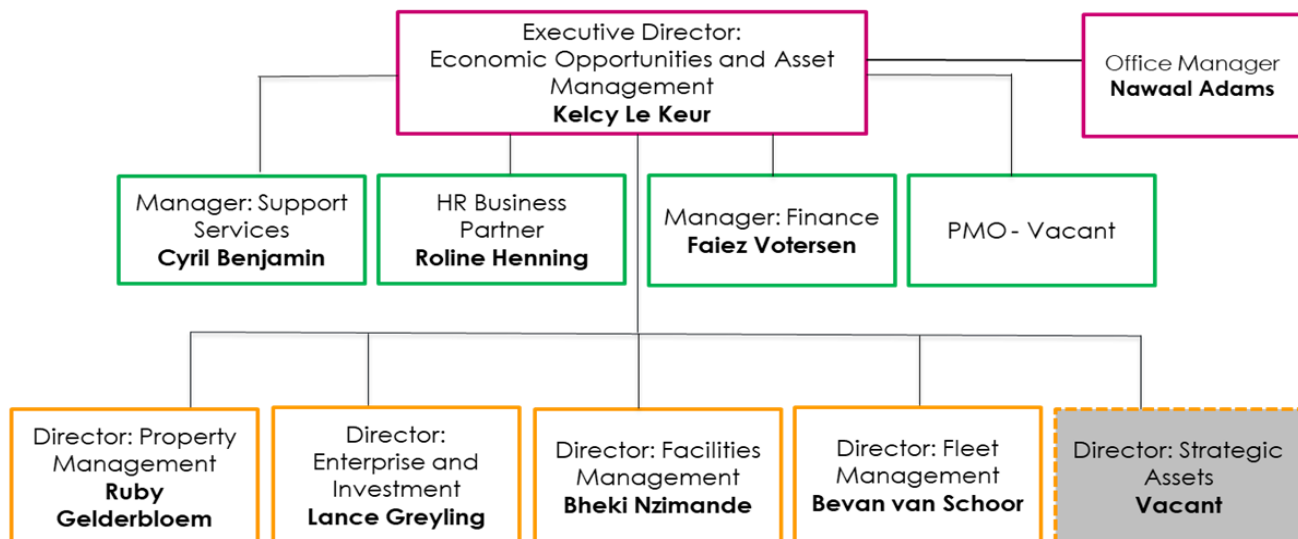 Executive Director:
Economic Opportunities and Asset
Management
Kelcy Le Keur
Office Manager
Nawaal Adams
Manager: Support
Services
Cyril Benjamin
HR Business
Partner
Roline Henning
Manager: Finance
Faiez Votersen
PMO - Vacant
Director: Property
Management
Ruby
Gelderbloem
Director:
Enterprise and
Investment
Lance Greyling
Director: Facilities
Management
Bheki Nzimande
Director: Fleet
Management
Bevan van Schoor
Director: Strategic
Assets
Vacant